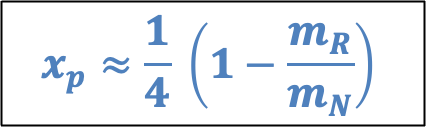 x_p ≈ 1/4 (1 − m_R/m_N)